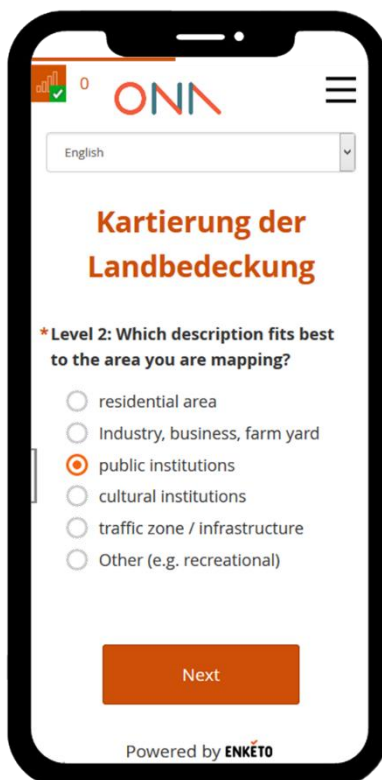 0
ONA
English
Kartierung der
Landbedeckung
*Level 2: Which description fits best
to the area you are mapping?
residential area
Industry, business, farm yard
public institutions
cultural institutions
traffic zone / infrastructure
Other (e.g. recreational)
Next
Powered by ENKETO